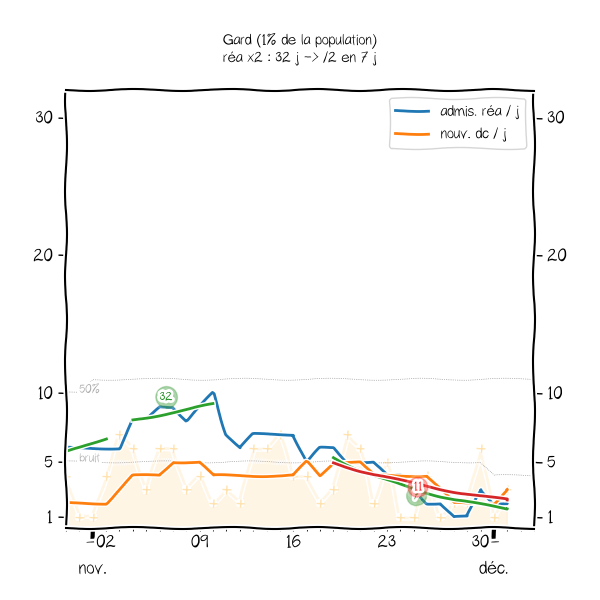 Gard (1% de la population)
réa x2 : 32 j -> /2 en 7 j
admis. réa / j
nouv. dc / j
30 30
20 20
50%
10 10
32
bruit
5 5
11
1 1
02 09 16 23 30
nov. déc.